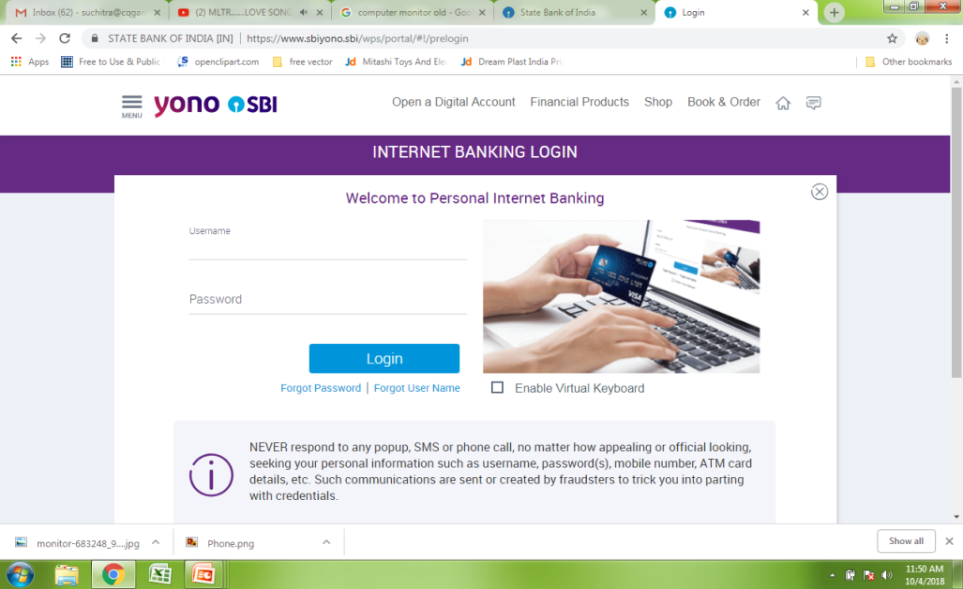 Inbox (62) - suchitra@cqgan
(2) MLTR......LOVE SONG
computer monitor old - Goo
State Bank of India
Login
STATE BANK OF INDIA [IN] | https://www.sbiyono.sbi/wps/portal/#!/prelogin
Apps
Free to Use & Public
openclipart.com
free vector
Jd Mitashi Toys And Ele
Jd Dream Plast India Pri
Other bookmarks
MENU
yono SBI
Open a Digital Account
Financial Products
Shop
Book & Order
INTERNET BANKING LOGIN
Welcome to Personal Internet Banking
Username
Password
VISA
Login
Forgot Password | Forgot User Name
Enable Virtual Keyboard
NEVER respond to any popup, SMS or phone call, no matter how appealing or official looking,
seeking your personal information such as username, password(s), mobile number, ATM card
details, etc. Such communications are sent or created by fraudsters to trick you into parting
with credentials.
monitor-683248_9....jpg
Phone.png
Show all
11:50 AM
10/4/2018